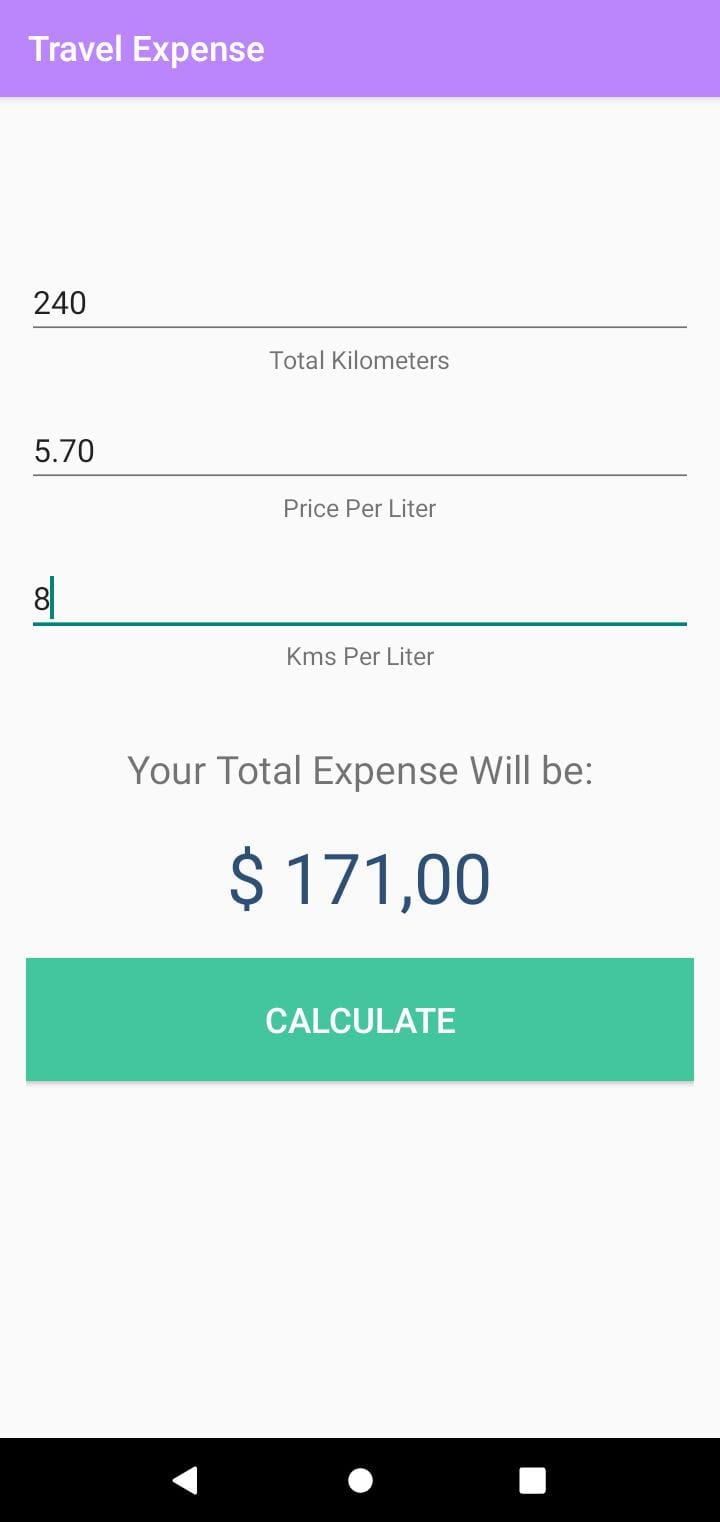 Travel Expense
240
Total Kilometers
5.70
Price Per Liter
8
Kms Per Liter
Your Total Expense Will be:
$ 171,00
CALCULATE